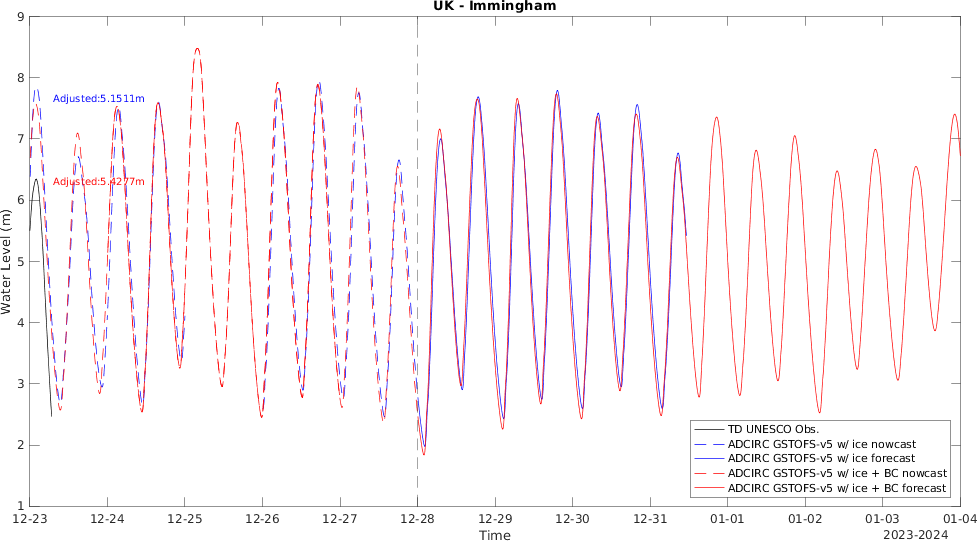 UK - Immingham
9
8
7
6
5
4
3
2
1
Water Level (m)
Adjusted:5.1511m
Adjusted:5.4277m
TD UNESCO Obs.
ADCIRC GSTOFS-v5 w/ ice nowcast
ADCIRC GSTOFS-v5 w/ ice forecast
ADCIRC GSTOFS-v5 w/ ice + BC nowcast
ADCIRC GSTOFS-v5 w/ ice + BC forecast
12-23 12-24 12-25 12-26 12-27 12-28 12-29 12-30 12-31 01-01 01-02 01-03 01-04
Time
2023-2024